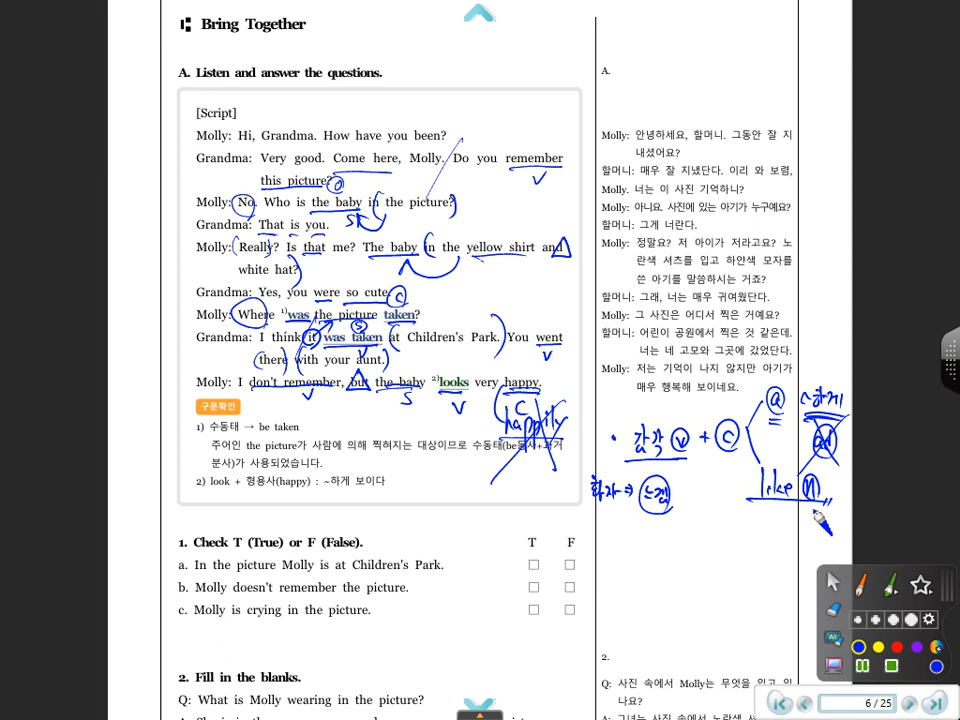 Bring Together
A. Listen and answer the questions.
[Script]
Molly: Hi, Grandma. How have you been?
Grandma: Very good. Come here, Molly. Do you remember
this picture?
Molly: No. Who is the baby in the picture?
Grandma: That is you.
Molly: Really? Is that me? The baby in the yellow shirt and
white hat?
Grandma: Yes, you were so cute.
Molly: Where 1)was the picture taken?
Grandma: I think it was taken at Children's Park. You went
there with your aunt.
Molly: I don't remember, but the baby 2)looks very happy.
구문확인
1) 수동태 → be taken
주어인 the picture가 사람에 의해 찍혀지는 대상이므로 수동태(be동사+과거
분사)가 사용되었습니다.
2) look + 형용사(happy) : ~하게 보이다
happily
1. Check T (True) or F (False).
T F
a. In the picture Molly is at Children's Park.
b. Molly doesn't remember the picture.
c. Molly is crying in the picture.
2. Fill in the blanks.
Q: What is Molly wearing in the picture?
A.
Molly: 안녕하세요, 할머니. 그동안 잘 지
내셨어요?
할머니: 매우 잘 지냈단다. 이리 와 보렴,
Molly. 너는 이 사진 기억하니?
Molly: 아니요. 사진에 있는 아기가 누구예요?
할머니: 그게 너란다.
Molly: 정말요? 저 아이가 저라고요? 노
란색 셔츠를 입고 하얀색 모자를
쓴 아기를 말씀하시는 거죠?
할머니: 그래, 너는 매우 귀여웠단다.
Molly: 그 사진은 어디서 찍은 거예요?
할머니: 어린이 공원에서 찍은 것 같은데.
너는 네 고모와 그곳에 갔었단다.
Molly: 저는 기억이 나지 않지만 아기가
매우 행복해 보이네요.
~하게
· 감각 v + c
a
ad
like n
화자 → 느낌
2.
Q: 사진 속에서 Molly는 무엇을 입고 있
나요?
6 / 25